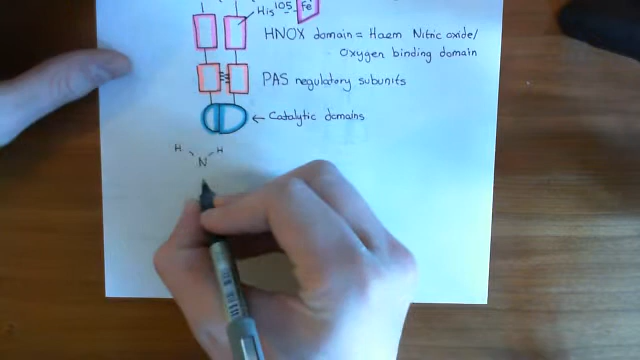 His 105 - Fe
HNOX domain = Haem Nitric oxide/
Oxygen binding domain
PAS regulatory subunits
← Catalytic domains
H H
N